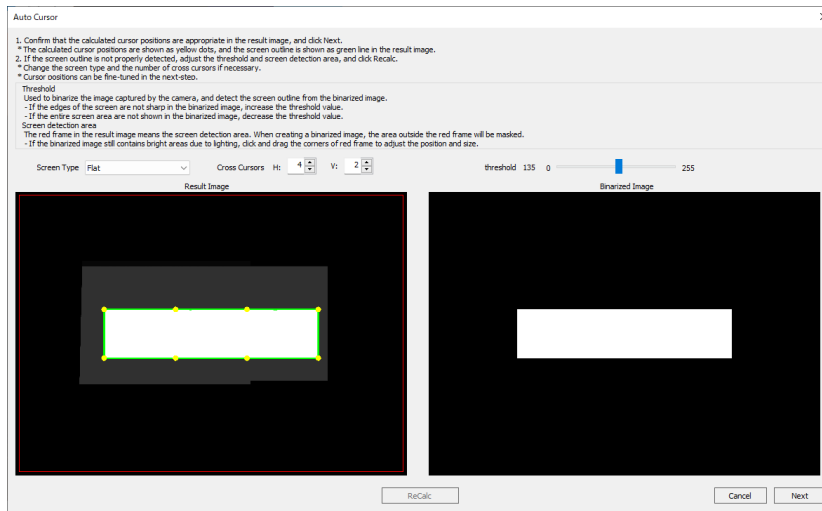 Auto Cursor
1. Confirm that the calculated cursor positions are appropriate in the result image, and click Next.
* The calculated cursor positions are shown as yellow dots, and the screen outline is shown as green line in the result image.
2. If the screen outline is not properly detected, adjust the threshold and screen detection area, and click Recalc.
* Change the screen type and the number of cross cursors if necessary.
* Cursor positions can be fine-tuned in the next-step.
Threshold
Used to binarize the image captured by the camera, and detect the screen outline from the binarized image.
- If the edges of the screen are not sharp in the binarized image, increase the threshold value.
- If the entire screen area are not shown in the binarized image, decrease the threshold value.
Screen detection area
The red frame in the result image means the screen detection area. When creating a binarized image, the area outside the red frame will be masked.
- If the binarized image still contains bright areas due to lighting, click and drag the corners of red frame to adjust the position and size.
Screen Type Flat Cross Cursors H: 4 V: 2 threshold 135 0 255
Result Image Binarized Image
ReCalc Cancel Next